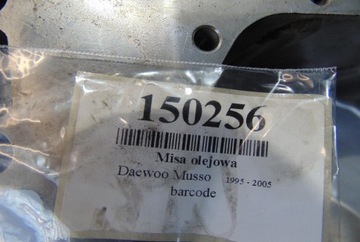 150256
Misa olejowa
Daewoo Musso 1995 - 2005
barcode